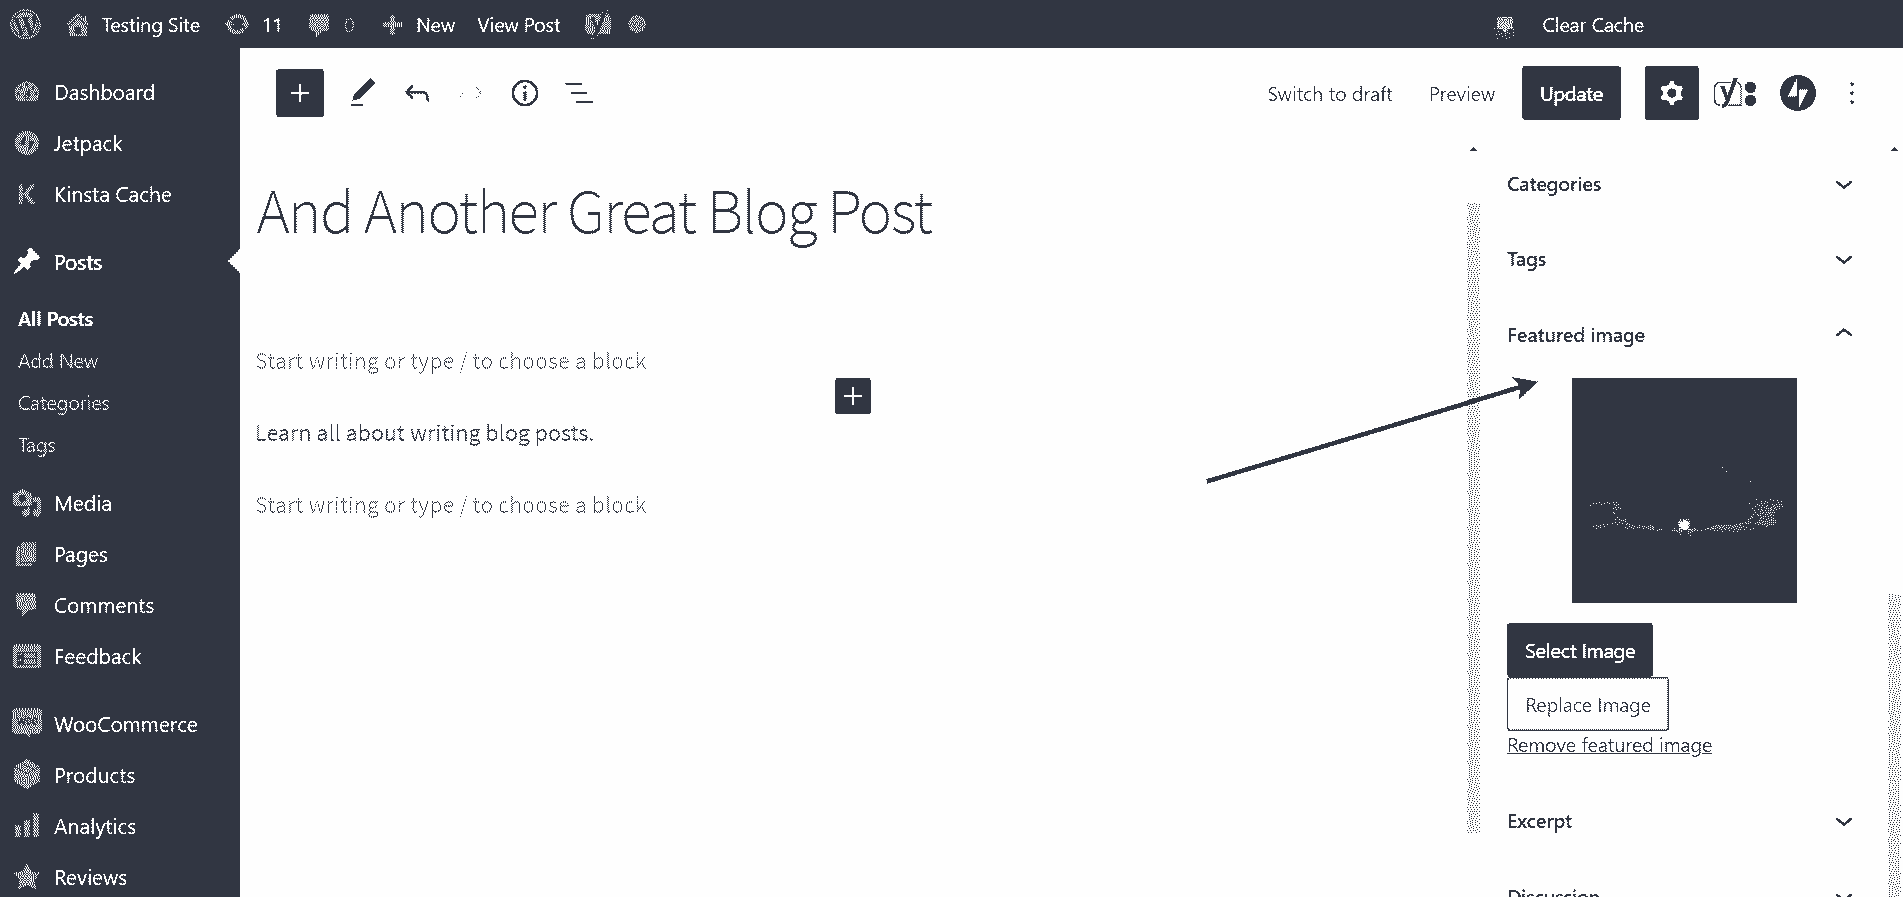 Testing Site 11 0 New View Post Clear Cache
Dashboard
Jetpack
Kinsta Cache
Posts
All Posts
Add New
Categories
Tags
Media
Pages
Comments
Feedback
WooCommerce
Products
Analytics
Reviews
Switch to draft Preview Update
And Another Great Blog Post
Start writing or type / to choose a block
Learn all about writing blog posts.
Start writing or type / to choose a block
Categories
Tags
Featured image
Select Image
Replace Image
Remove featured image
Excerpt
Discussion